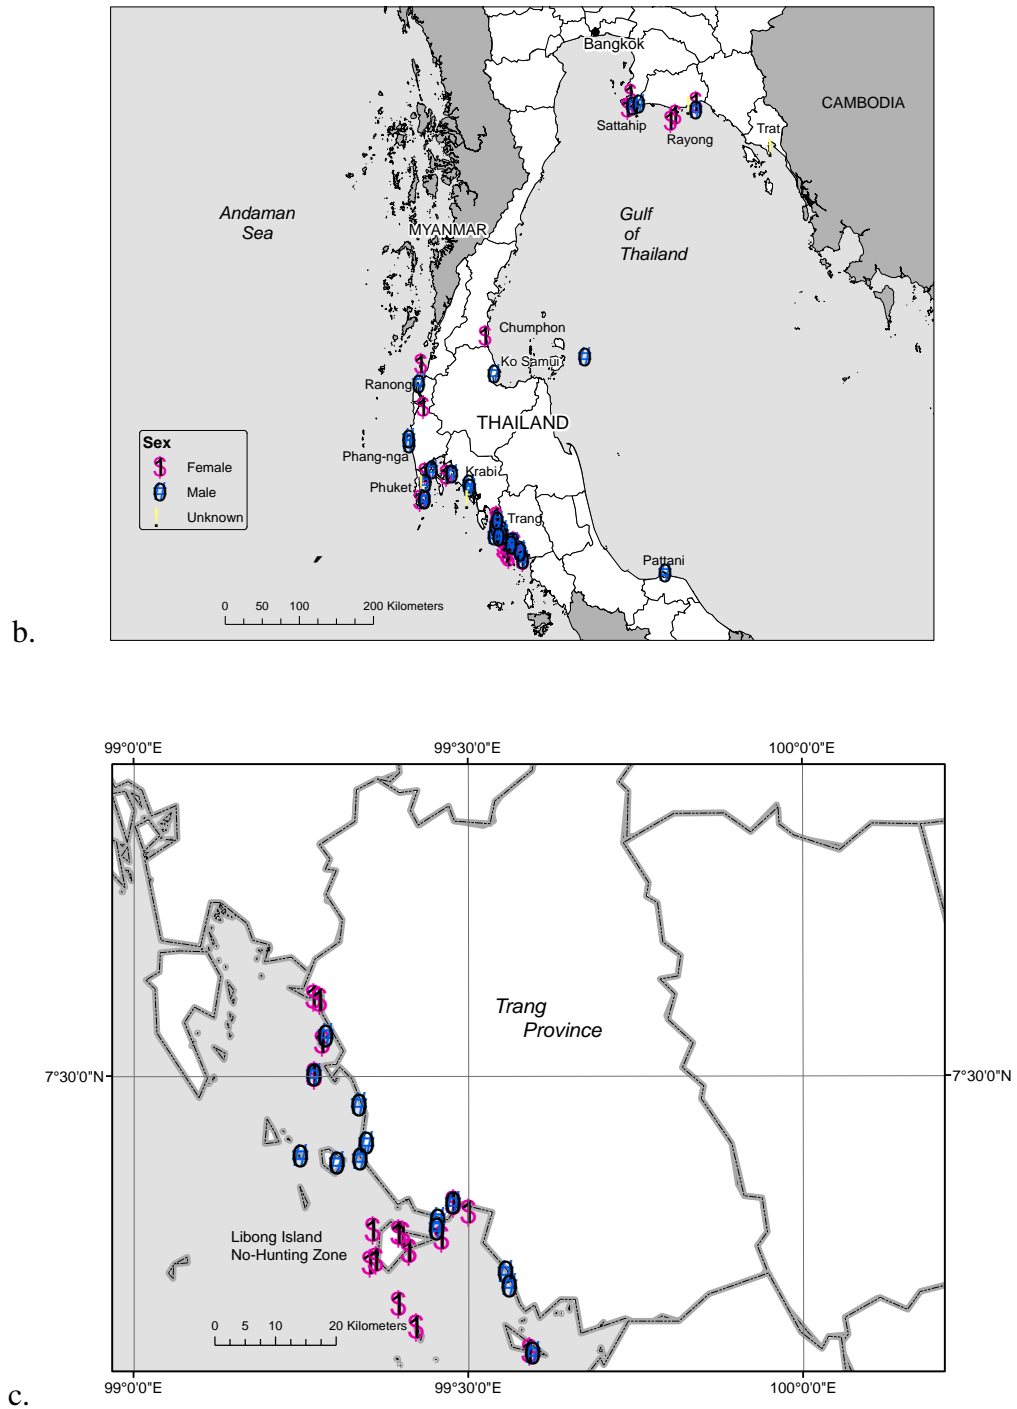 Bangkok
CAMBODIA
Sattahip
Rayong
Trat
Andaman
Sea
MYANMAR
Gulf
of
Thailand
Chumphon
Ko Samui
Ranong
THAILAND
Sex
Female
Male
Unknown
Phang-nga
Krabi
Phuket
Trang
Pattani
0 50 100 200 Kilometers
b.
99°0'0"E 99°30'0"E 100°0'0"E
Trang
Province
7°30'0"N 7°30'0"N
Libong Island
No-Hunting Zone
0 5 10 20 Kilometers
99°0'0"E 99°30'0"E 100°0'0"E
c.